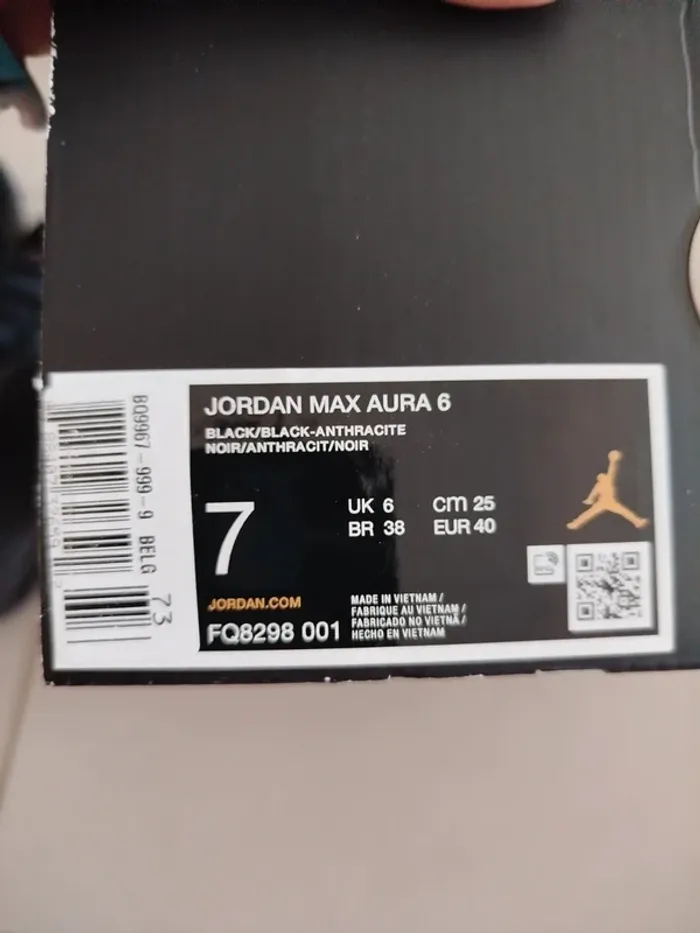 JORDAN MAX AURA 6
BLACK/BLACK-ANTHRACITE
NOIR/ANTHRACIT/NOIR
7
UK 6 cm 25
BR 38 EUR 40
JORDAN.COM
FQ8298 001
MADE IN VIETNAM /
FABRIQUE AU VIETNAM /
FABRICADO NO VIETNÃ /
HECHO EN VIETNAM
809967-999-9 BELG
73